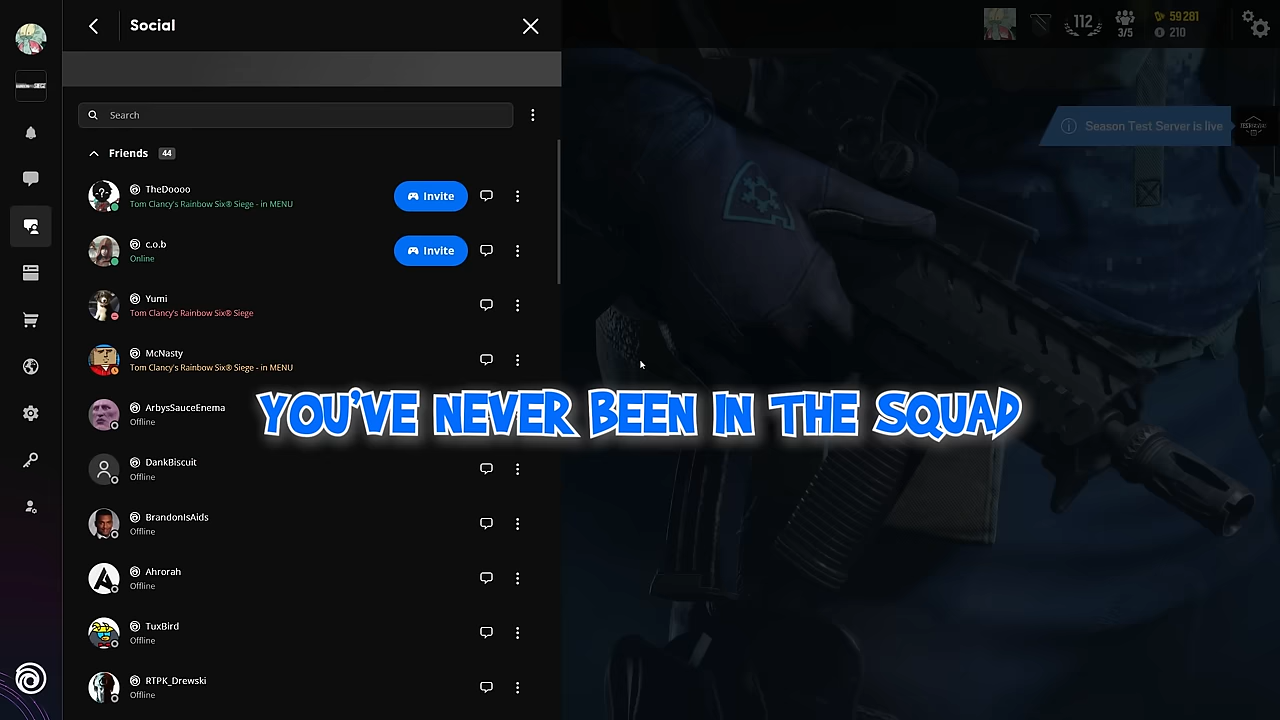 Social
112
3/5
59 281
210
Search
Season Test Server is live
Friends 44
TheDoooo
Tom Clancy's Rainbow Six® Siege - in MENU
Invite
c.o.b
Online
Invite
Yumi
Tom Clancy's Rainbow Six® Siege
McNasty
Tom Clancy's Rainbow Six® Siege - in MENU
YOU'VE NEVER BEEN IN THE SQUAD
ArbysSauceEnema
Offline
DankBiscuit
Offline
BrandonIsAids
Offline
Ahrorah
Offline
TuxBird
Offline
RTPK_Drewski
Offline